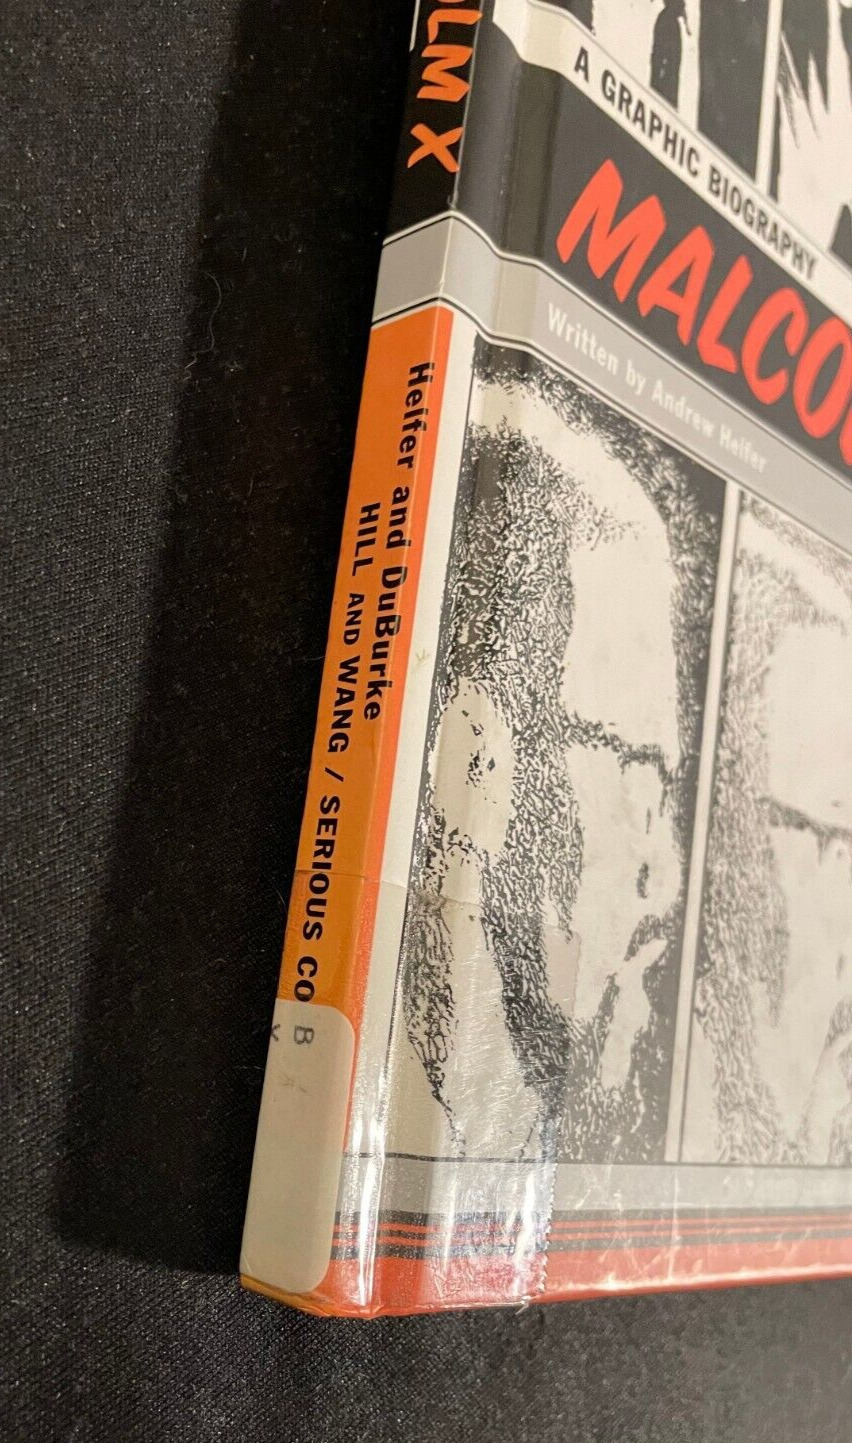 OLM X
Helfer and DuBurke
HILL AND WANG / SERIOUS CO
B
X
A GRAPHIC BIOGRAPHY
MALCO
Written by Andrew Helfer